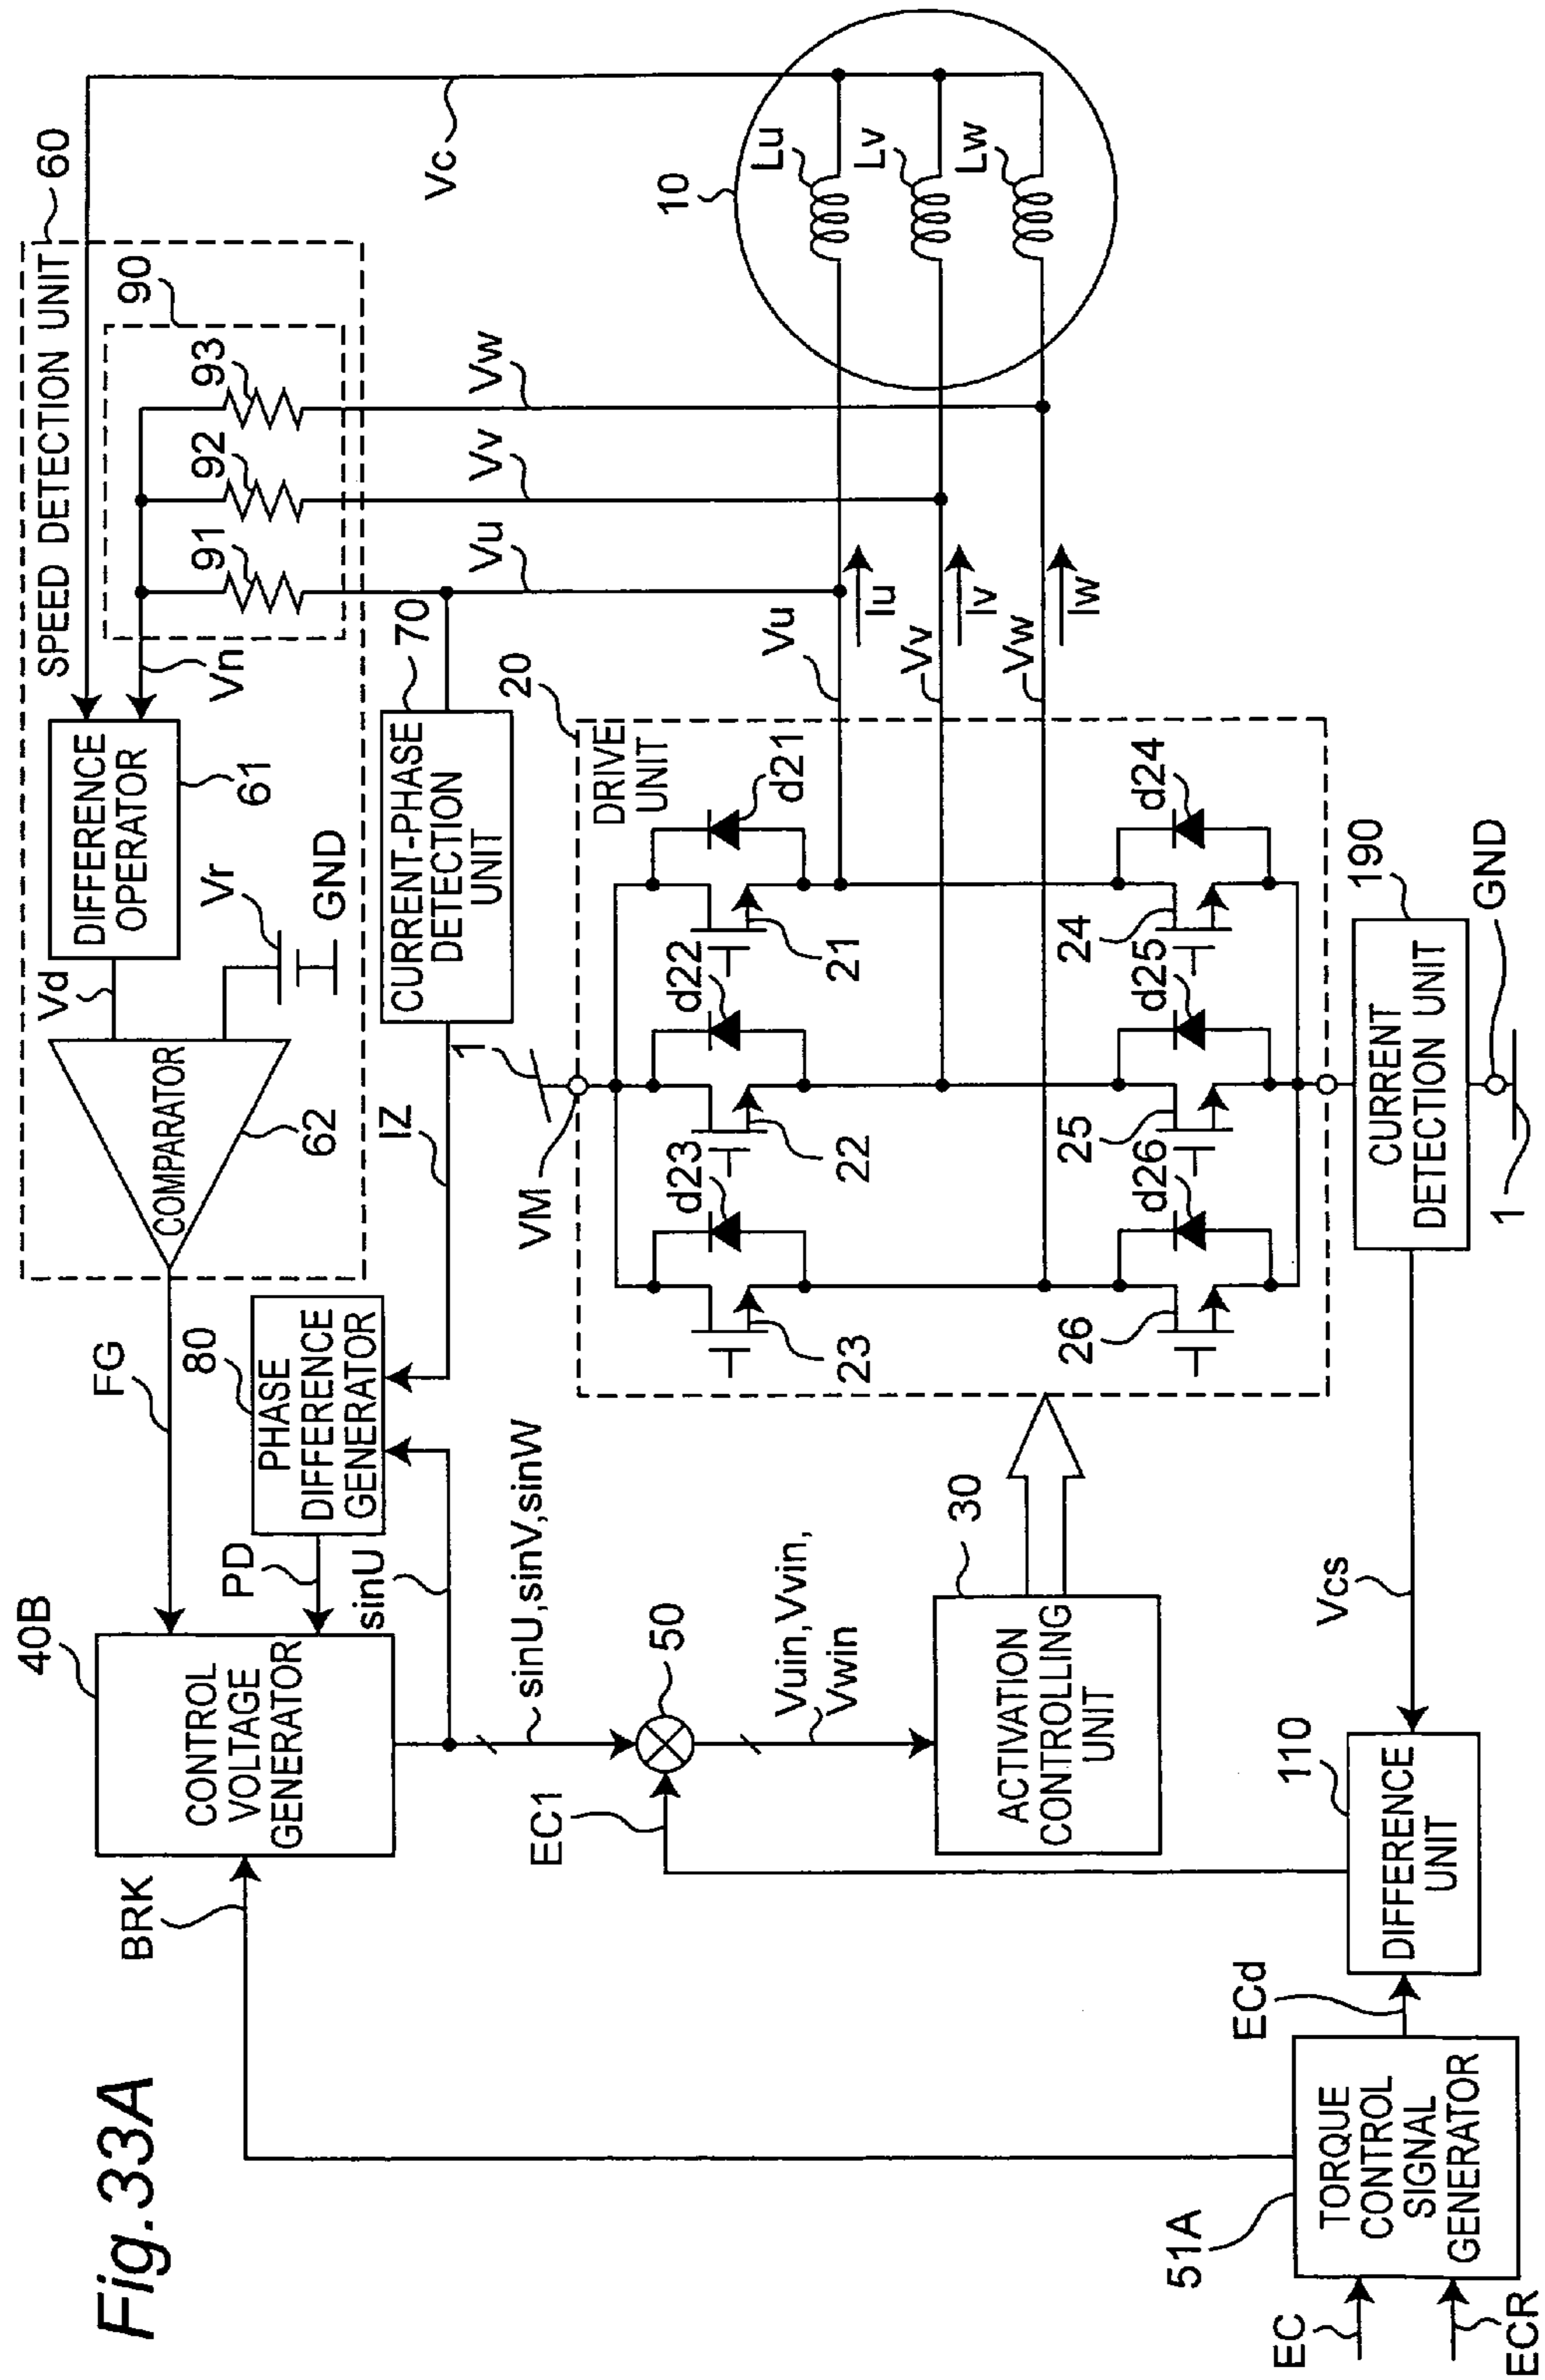 Fig.33A
SPEED DETECTION UNIT
60
90
93
92
91
Vn
DIFFERENCE
OPERATOR
61
Vd
Vr
GND
COMPARATOR
62
FG
Vc
Vw
Vv
Vu
10
Lu
Lv
Lw
70
CURRENT-PHASE
DETECTION
UNIT
IZ
80
PHASE
DIFFERENCE
GENERATOR
PD
sinU
40B
CONTROL
VOLTAGE
GENERATOR
BRK
sinU,sinV,sinW
50
EC1
Vuin,Vvin,
Vwin
30
ACTIVATION
CONTROLLING
UNIT
20
DRIVE
UNIT
1
VM
d21
d22
d23
21
22
23
d24
d25
d26
24
25
26
Vu
Vv
Vw
Iu
Iv
Iw
190
CURRENT
DETECTION UNIT
GND
1
Vcs
110
DIFFERENCE
UNIT
ECd
51A
TORQUE
CONTROL
SIGNAL
GENERATOR
EC
ECR